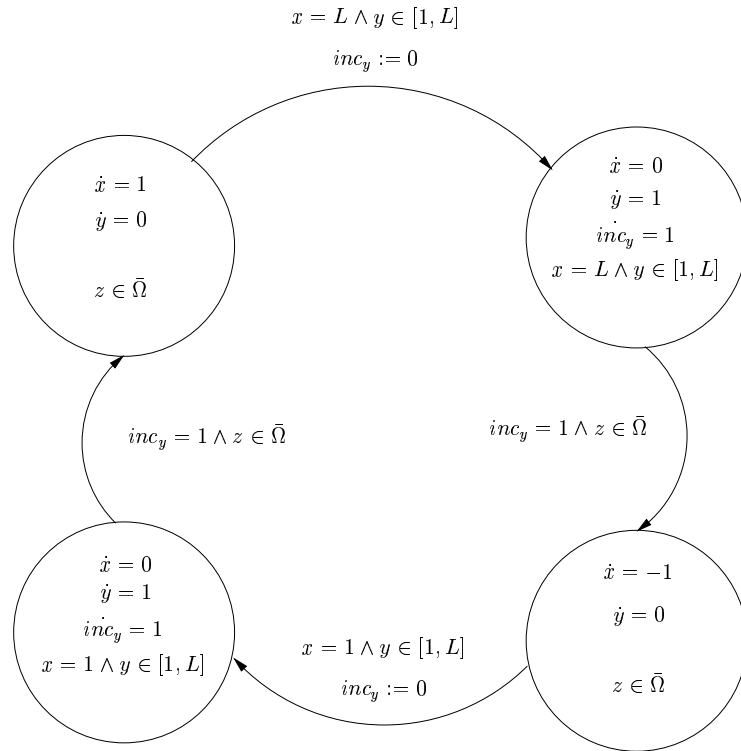 x = L ∧ y ∈ [1, L]
inc_y := 0
ẋ = 1
ẏ = 0
z ∈ Ω̄
ẋ = 0
ẏ = 1
inċ_y = 1
x = L ∧ y ∈ [1, L]
inc_y = 1 ∧ z ∈ Ω̄
inc_y = 1 ∧ z ∈ Ω̄
ẋ = 0
ẏ = 1
inċ_y = 1
x = 1 ∧ y ∈ [1, L]
x = 1 ∧ y ∈ [1, L]
inc_y := 0
ẋ = −1
ẏ = 0
z ∈ Ω̄